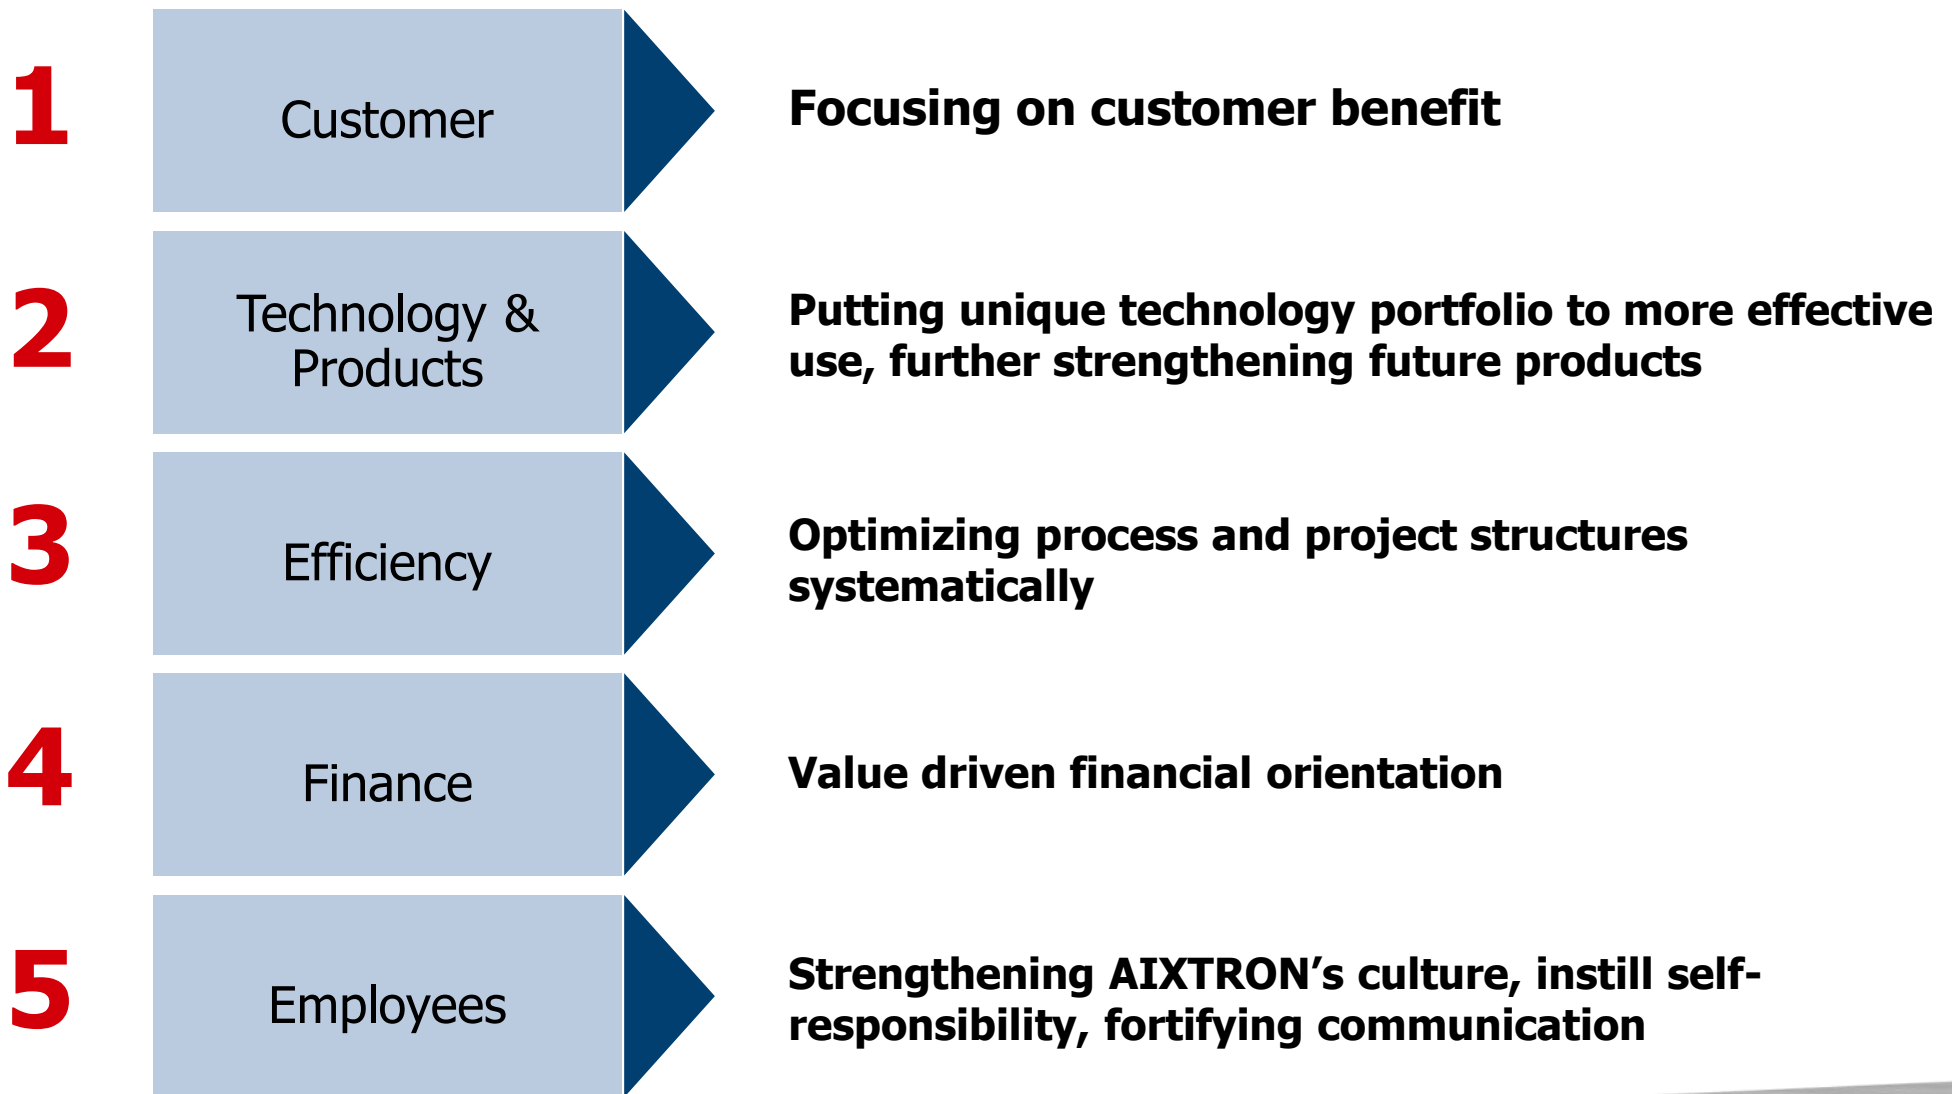 1
Customer
Focusing on customer benefit
2
Technology &
Products
Putting unique technology portfolio to more effective
use, further strengthening future products
3
Efficiency
Optimizing process and project structures
systematically
4
Finance
Value driven financial orientation
5
Employees
Strengthening AIXTRON’s culture, instill self-
responsibility, fortifying communication